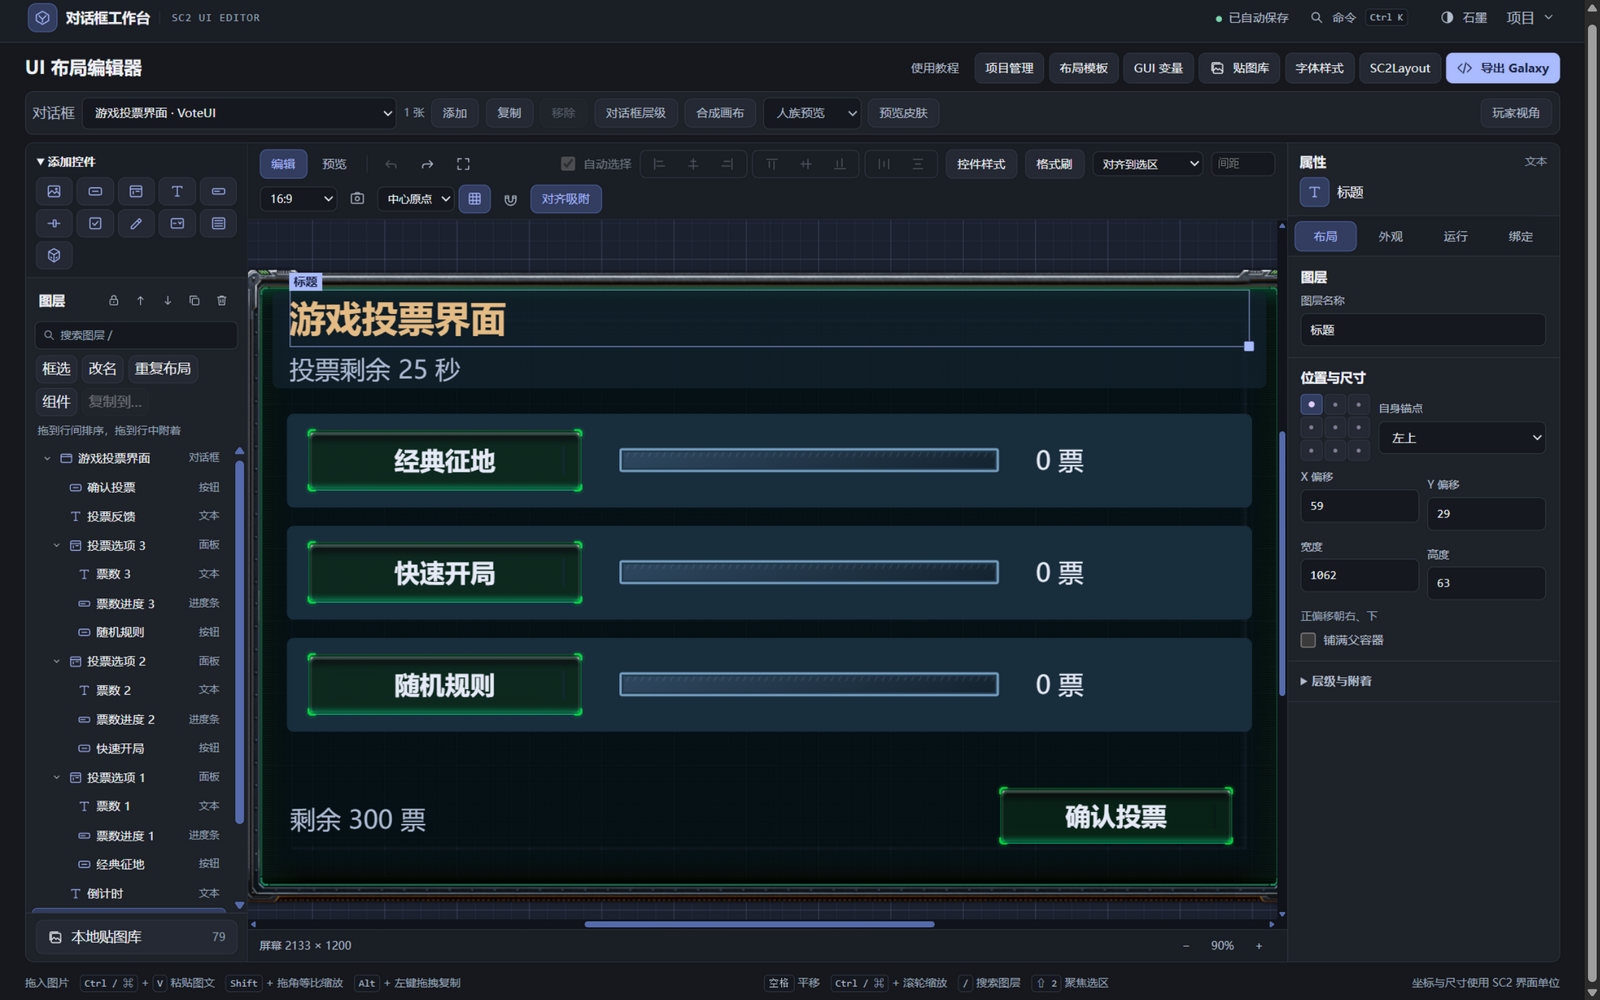 对话框工作台 SC2 UI EDITOR 已自动保存 命令 Ctrl K 石墨 项目
UI 布局编辑器 使用教程 项目管理 布局模板 GUI 变量 贴图库 字体样式 SC2Layout 导出 Galaxy
对话框 游戏投票界面 · VoteUI 1 张 添加 复制 移除 对话框层级 合成画布 人族预览 预览皮肤 玩家视角
添加控件
编辑 预览 自动选择 控件样式 格式刷 对齐到选区 间距
16:9 中心原点 对齐吸附
图层
搜索图层 /
框选 改名 重复布局
组件 复制到...
拖到行间排序，拖到行中附着
游戏投票界面 对话框
确认投票 按钮
投票反馈 文本
投票选项 3 面板
票数 3 文本
票数进度 3 进度条
随机规则 按钮
投票选项 2 面板
票数 2 文本
票数进度 2 进度条
快速开局 按钮
投票选项 1 面板
票数 1 文本
票数进度 1 进度条
经典征地 按钮
倒计时 文本
本地贴图库 79
标题
游戏投票界面
投票剩余 25 秒
经典征地 0 票
快速开局 0 票
随机规则 0 票
剩余 300 票 确认投票
屏幕 2133 × 1200 − 90% +
属性 文本
T 标题
布局 外观 运行 绑定
图层
图层名称
标题
位置与尺寸
自身锚点
左上
X 偏移 Y 偏移
59 29
宽度 高度
1062 63
正偏移朝右、下
铺满父容器
层级与附着
拖入图片 Ctrl / ⌘ + V 粘贴图文 Shift + 拖角等比缩放 Alt + 左键拖拽复制 空格 平移 Ctrl / ⌘ + 滚轮缩放 / 搜索图层 ⇧ 2 聚焦选区 坐标与尺寸使用 SC2 界面单位